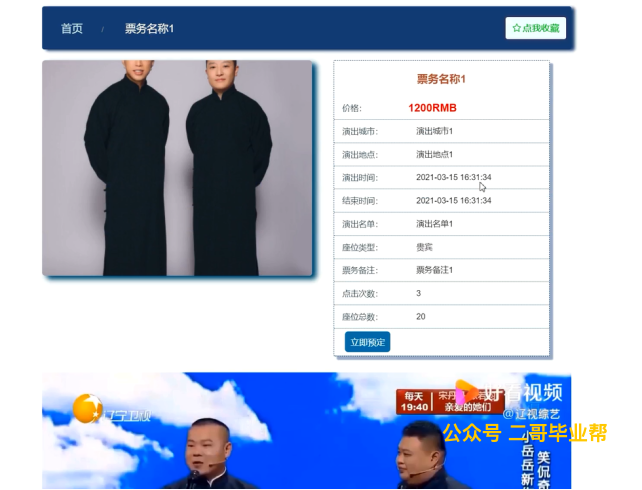 首页 / 票务名称1
☆点我收藏
票务名称1
价格： 1200RMB
演出城市： 演出城市1
演出地点： 演出地点1
演出时间： 2021-03-15 16:31:34
结束时间： 2021-03-15 16:31:34
演出名单： 演出名单1
座位类型： 贵宾
票务备注： 票务备注1
点击次数： 3
座位总数： 20
立即预定
辽宁卫视
每天
19:40
宋丹
亲爱的她们
好看视频
@辽视综艺
公众号 二哥毕业帮
小岳岳新
笑侃奇